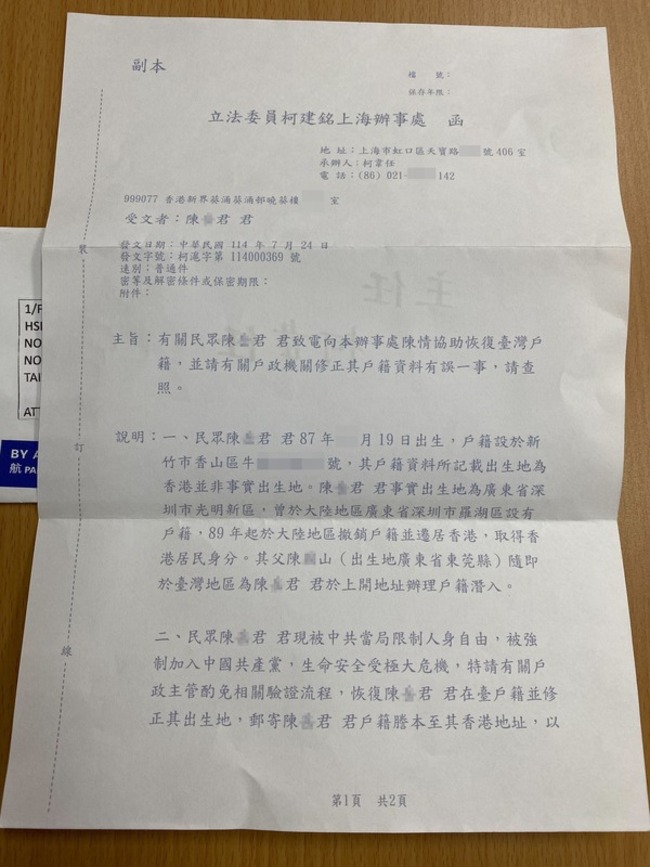 副本
檔 號：
保存年限：
立法委員柯建銘上海辦事處 函
地 址：上海市虹口區天寶路 號406室
承辦人：柯韋任
電 話：(86) 021- 142
999077 香港新界葵涌葵涌邨曉葵樓 室
受文者：陳 君 君
發文日期：中華民國 114 年 7 月 24 日
發文字號：柯滬字第 114000369 號
速別：普通件
密等及解密條件或保密期限：
附件：
主旨：有關民眾陳 君 君致電向本辦事處陳情協助恢復臺灣戶
籍，並請有關戶政機關修正其戶籍資料有誤一事，請查
照。
說明：一、民眾陳 君 君87年 月19日出生，戶籍設於新
竹市香山區牛 號，其戶籍資料所記載出生地為
香港並非事實出生地。陳 君 君事實出生地為廣東省深
圳市光明新區，曾於大陸地區廣東省深圳市羅湖區設有
戶籍，89年起於大陸地區撤銷戶籍並遷居香港，取得香
港居民身分。其父陳 山（出生地廣東省東莞縣）隨即
於臺灣地區為陳 君 君於上開地址辦理戶籍潛入。
二、民眾陳 君 君現被中共當局限制人身自由，被強
制加入中國共產黨，生命安全受極大危機，特請有關戶
政主管酌免相關驗證流程，恢復陳 君 君在臺戶籍並修
正其出生地，郵寄陳 君 君戶籍謄本至其香港地址，以
第1頁 共2頁
裝
訂
線
主任
1/F
HSI
NO
NO
TAI
ATT
BY A
航 PA